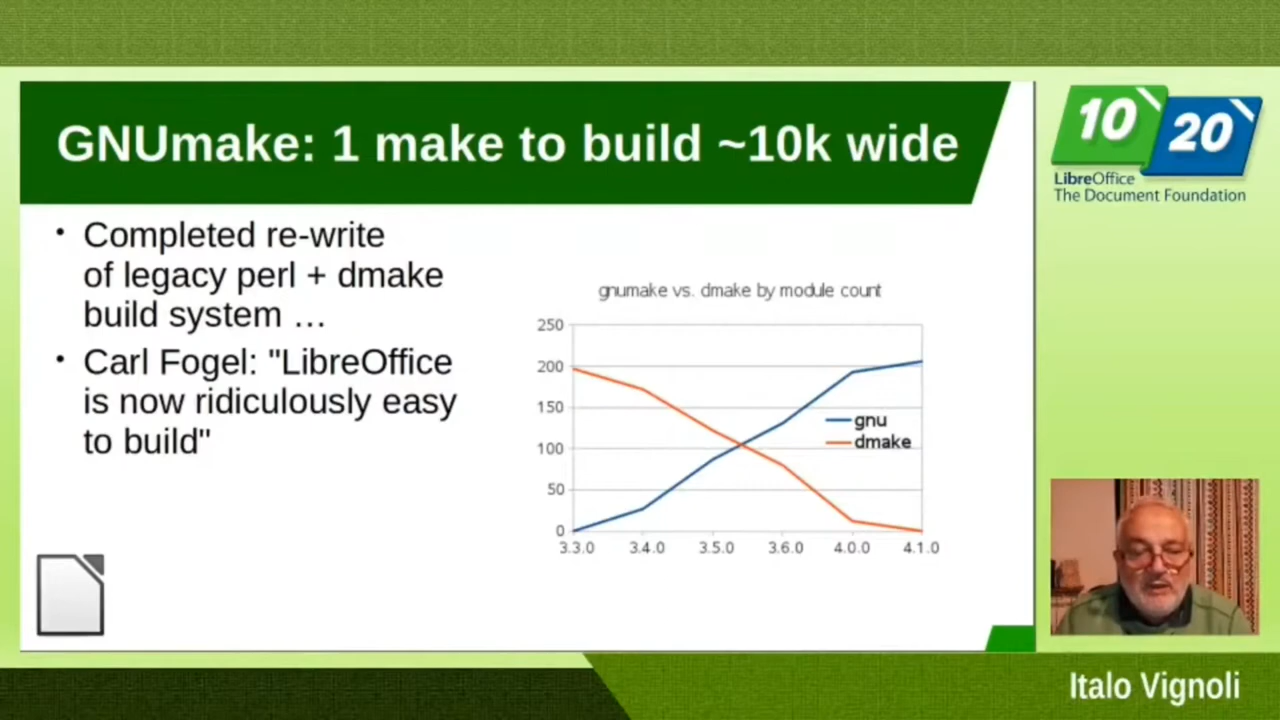 GNUmake: 1 make to build ~10k wide
• Completed re-write
of legacy perl + dmake
build system …
• Carl Fogel: "LibreOffice
is now ridiculously easy
to build"
gnumake vs. dmake by module count
250
200
150
100
50
0
3.3.0 3.4.0 3.5.0 3.6.0 4.0.0 4.1.0
gnu
dmake
10 20
LibreOffice
The Document Foundation
Italo Vignoli